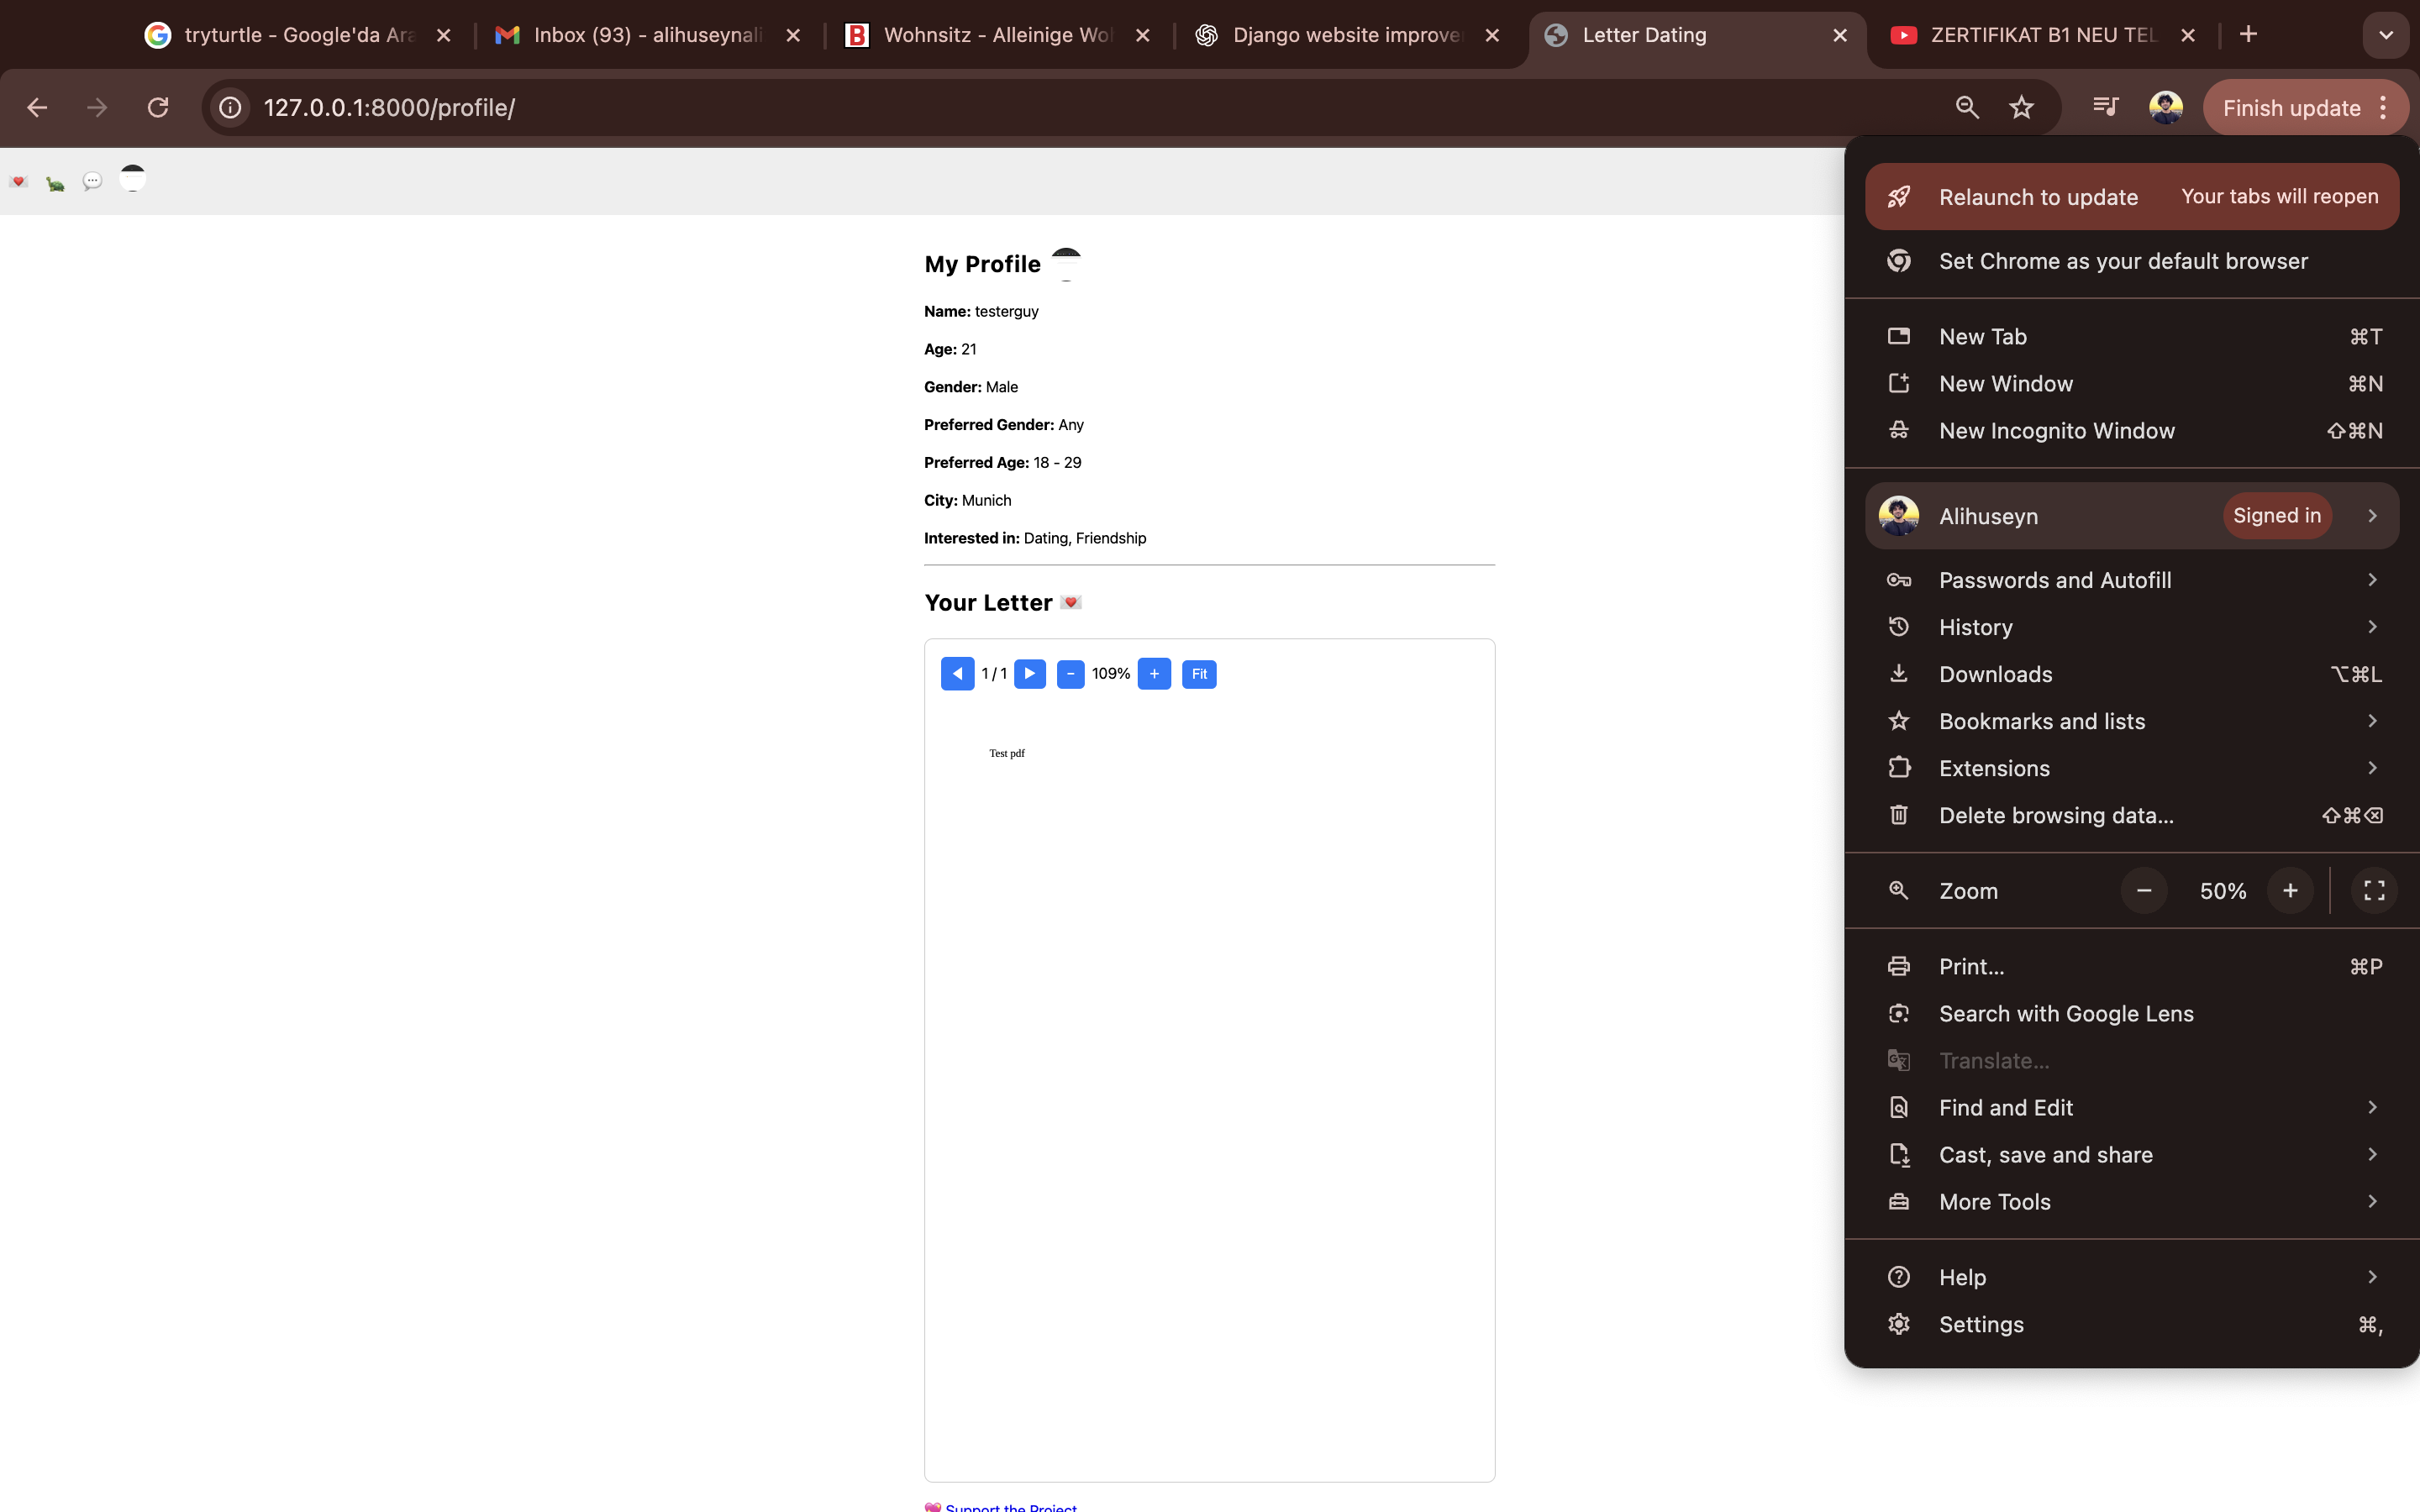 tryturtle - Google'da Ara
Inbox (93) - alihuseynali
B Wohnsitz - Alleinige Woh
Django website improve
Letter Dating
ZERTIFIKAT B1 NEU TEL
127.0.0.1:8000/profile/
Finish update
My Profile
Name: testerguy
Age: 21
Gender: Male
Preferred Gender: Any
Preferred Age: 18 - 29
City: Munich
Interested in: Dating, Friendship
Your Letter
1 / 1 - 109% + Fit
Test pdf
Support the Project
Relaunch to update Your tabs will reopen
Set Chrome as your default browser
New Tab ⌘T
New Window ⌘N
New Incognito Window ⇧⌘N
Alihuseyn Signed in
Passwords and Autofill
History
Downloads ⌥⌘L
Bookmarks and lists
Extensions
Delete browsing data... ⇧⌘⌫
Zoom − 50% +
Print... ⌘P
Search with Google Lens
Translate...
Find and Edit
Cast, save and share
More Tools
Help
Settings ⌘,